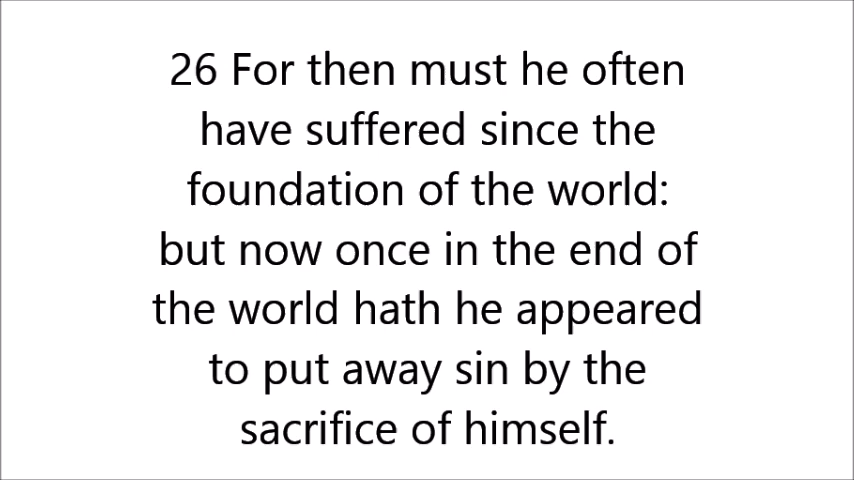 26 For then must he often
have suffered since the
foundation of the world:
but now once in the end of
the world hath he appeared
to put away sin by the
sacrifice of himself.